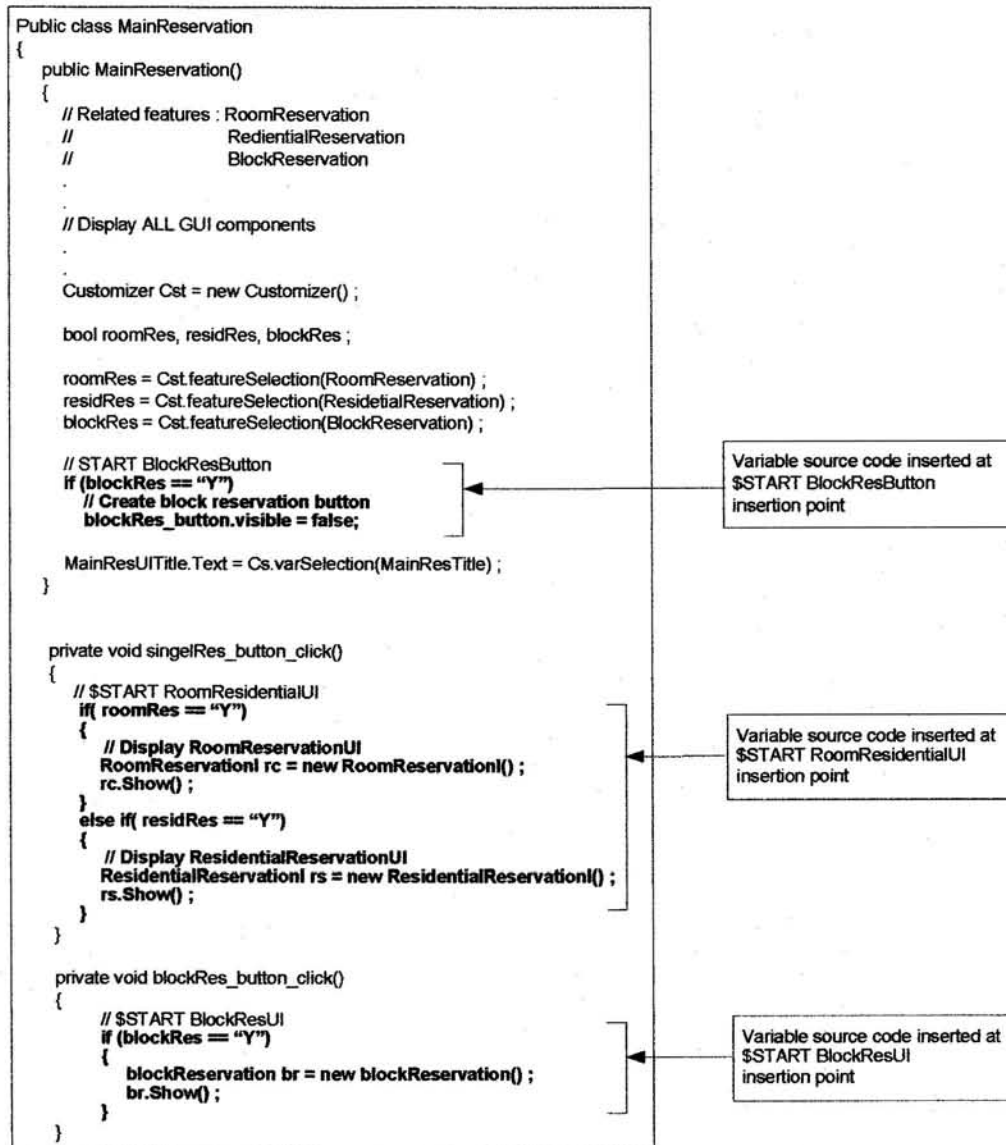 Public class MainReservation
{
public MainReservation()
{
// Related features : RoomReservation
// RedientialReservation
// BlockReservation
.
.
// Display ALL GUI components
.
.
Customizer Cst = new Customizer() ;
bool roomRes, residRes, blockRes ;
roomRes = Cst.featureSelection(RoomReservation) ;
residRes = Cst.featureSelection(ResidetialReservation) ;
blockRes = Cst.featureSelection(BlockReservation) ;
// START BlockResButton
if (blockRes == “Y”)
// Create block reservation button
blockRes_button.visible = false;
MainResUITitle.Text = Cs.varSelection(MainResTitle) ;
}
private void singelRes_button_click()
{
// $START RoomResidentialUI
if( roomRes == “Y”)
{
// Display RoomReservationUI
RoomReservationI rc = new RoomReservationI() ;
rc.Show() ;
}
else if( residRes == “Y”)
{
// Display ResidentialReservationUI
ResidentialReservationI rs = new ResidentialReservationI() ;
rs.Show() ;
}
}
private void blockRes_button_click()
{
// $START BlockResUI
if (blockRes == “Y”)
{
blockReservation br = new blockReservation() ;
br.Show() ;
}
}
Variable source code inserted at
$START BlockResButton
insertion point
Variable source code inserted at
$START RoomResidentialUI
insertion point
Variable source code inserted at
$START BlockResUI
insertion point